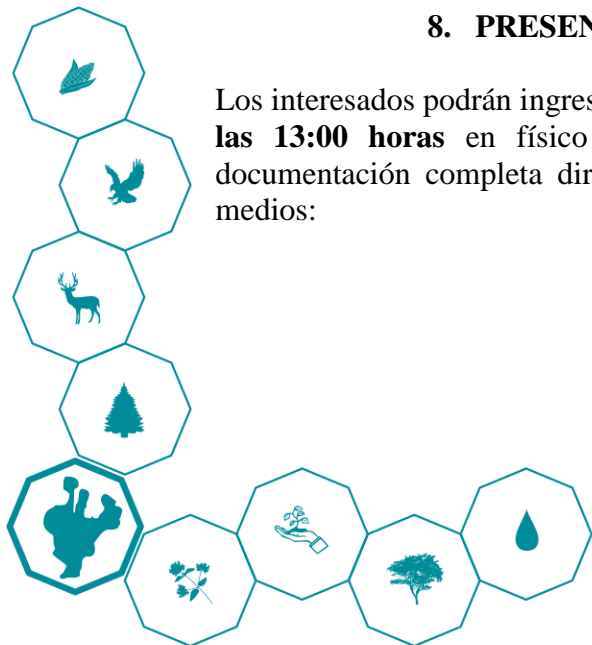 8. PRESEN
Los interesados podrán ingres
las 13:00 horas en físico
documentación completa dir
medios: